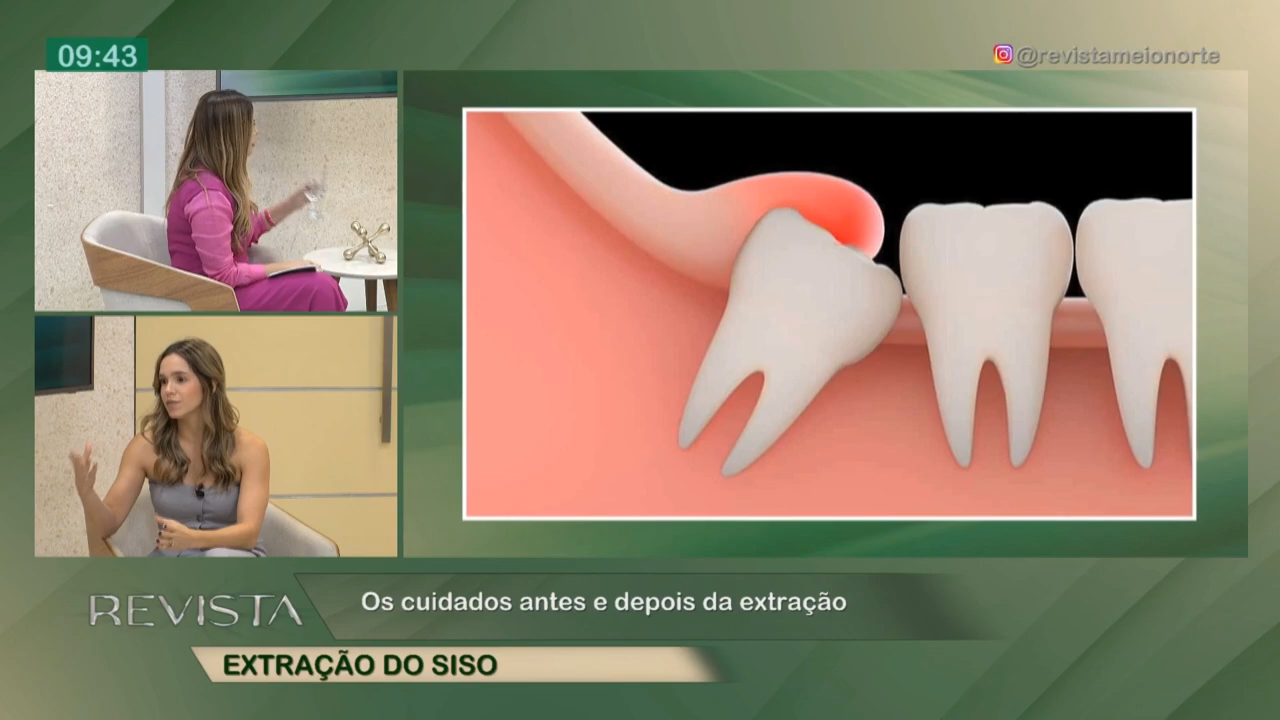 09:43
@revistameionorte
REVISTA
Os cuidados antes e depois da extração
EXTRAÇÃO DO SISO